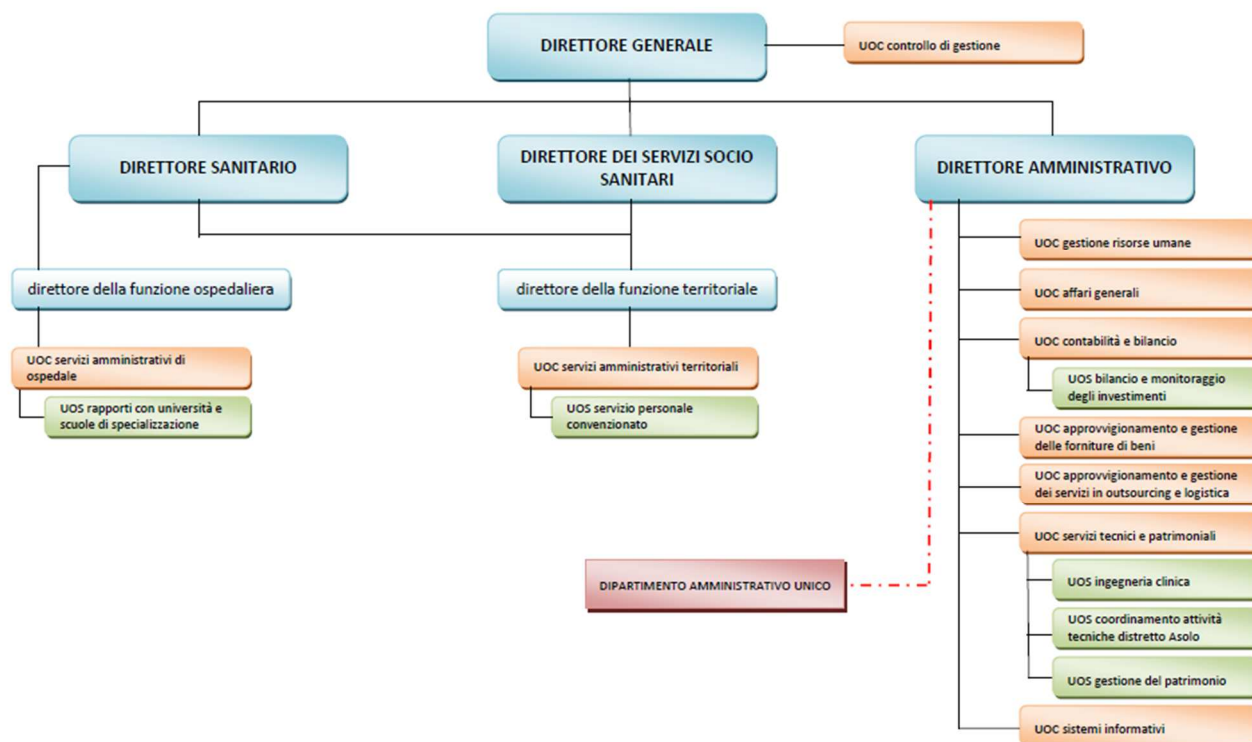 DIRETTORE GENERALE
UOC controllo di gestione
DIRETTORE SANITARIO
DIRETTORE DEI SERVIZI SOCIO
SANITARI
DIRETTORE AMMINISTRATIVO
direttore della funzione ospedaliera
UOC servizi amministrativi di
ospedale
UOS rapporti con università e
scuole di specializzazione
direttore della funzione territoriale
UOC servizi amministrativi territoriali
UOS servizio personale
convenzionato
DIPARTIMENTO AMMINISTRATIVO UNICO
UOC gestione risorse umane
UOC affari generali
UOC contabilità e bilancio
UOS bilancio e monitoraggio
degli investimenti
UOC approvvigionamento e gestione
delle forniture di beni
UOC approvvigionamento e gestione
dei servizi in outsourcing e logistica
UOC servizi tecnici e patrimoniali
UOS ingegneria clinica
UOS coordinamento attività
tecniche distretto Asolo
UOS gestione del patrimonio
UOC sistemi informativi